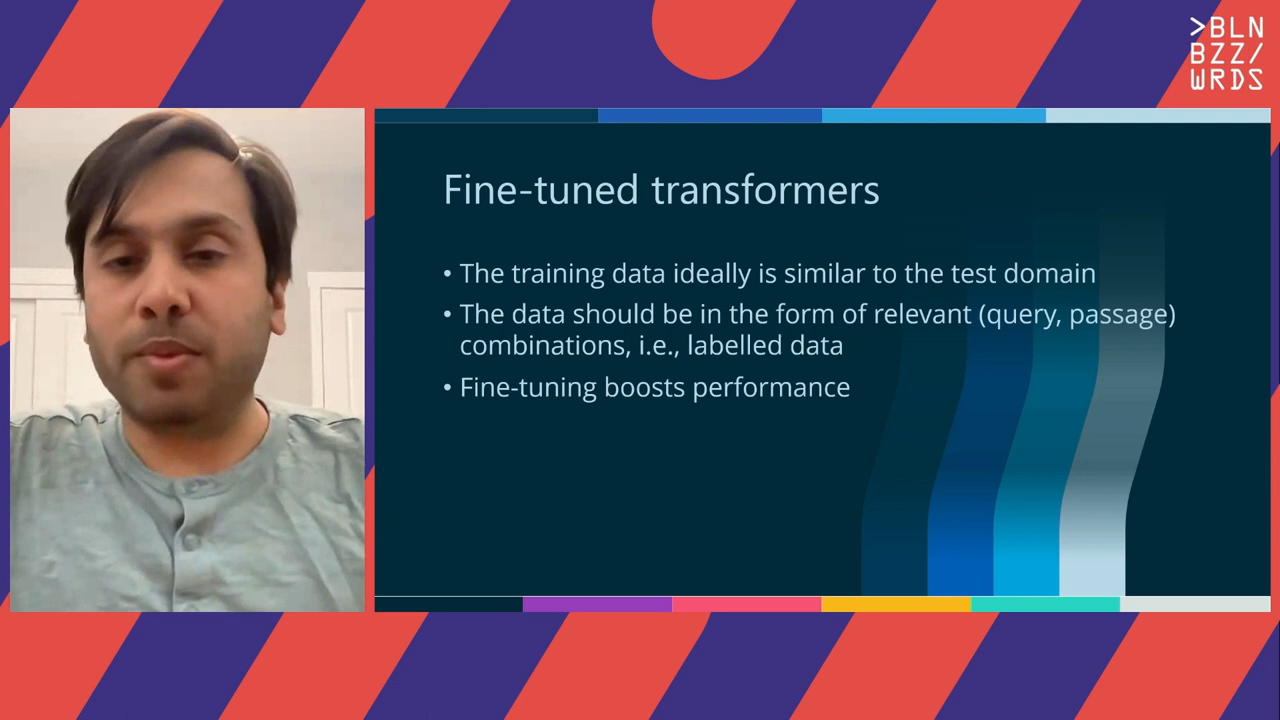 >BLN
BZZ/
WRDS
Fine-tuned transformers
• The training data ideally is similar to the test domain
• The data should be in the form of relevant (query, passage)
combinations, i.e., labelled data
• Fine-tuning boosts performance